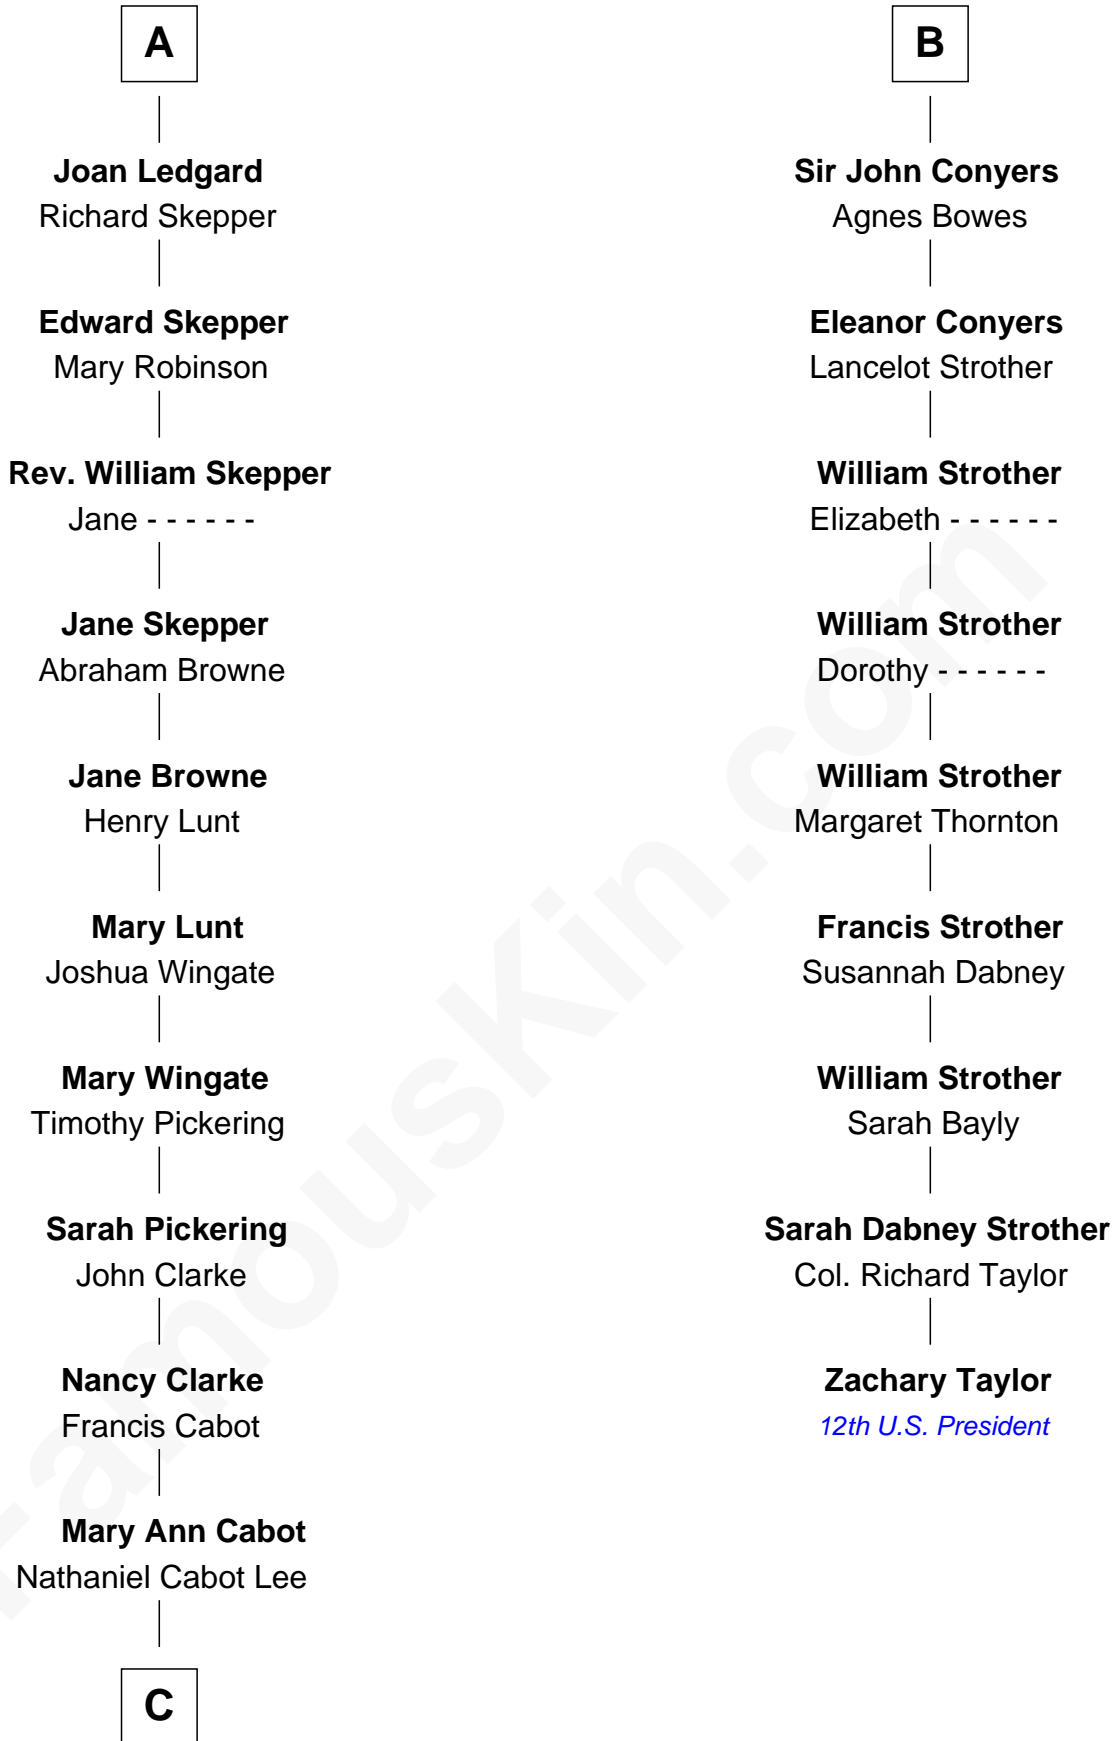 A
Joan Ledgard
Richard Skepper
Edward Skepper
Mary Robinson
Rev. William Skepper
Jane - - - - - -
Jane Skepper
Abraham Browne
Jane Browne
Henry Lunt
Mary Lunt
Joshua Wingate
Mary Wingate
Timothy Pickering
Sarah Pickering
John Clarke
Nancy Clarke
Francis Cabot
Mary Ann Cabot
Nathaniel Cabot Lee
C
B
Sir John Conyers
Agnes Bowes
Eleanor Conyers
Lancelot Strother
William Strother
Elizabeth - - - - - -
William Strother
Dorothy - - - - - -
William Strother
Margaret Thornton
Francis Strother
Susannah Dabney
William Strother
Sarah Bayly
Sarah Dabney Strother
Col. Richard Taylor
Zachary Taylor
12th U.S. President
FamousKin.com